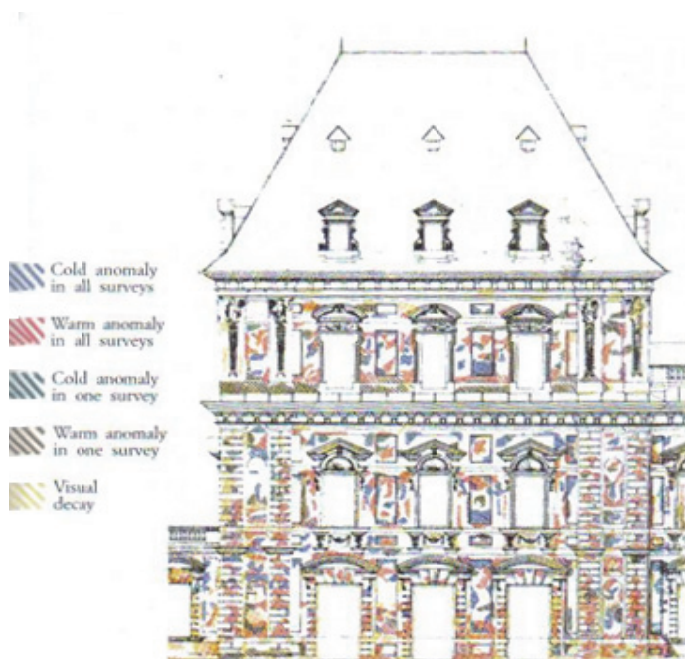 Cold anomaly
in all surveys
Warm anomaly
in all surveys
Cold anomaly
in one survey
Warm anomaly
in one survey
Visual
decay